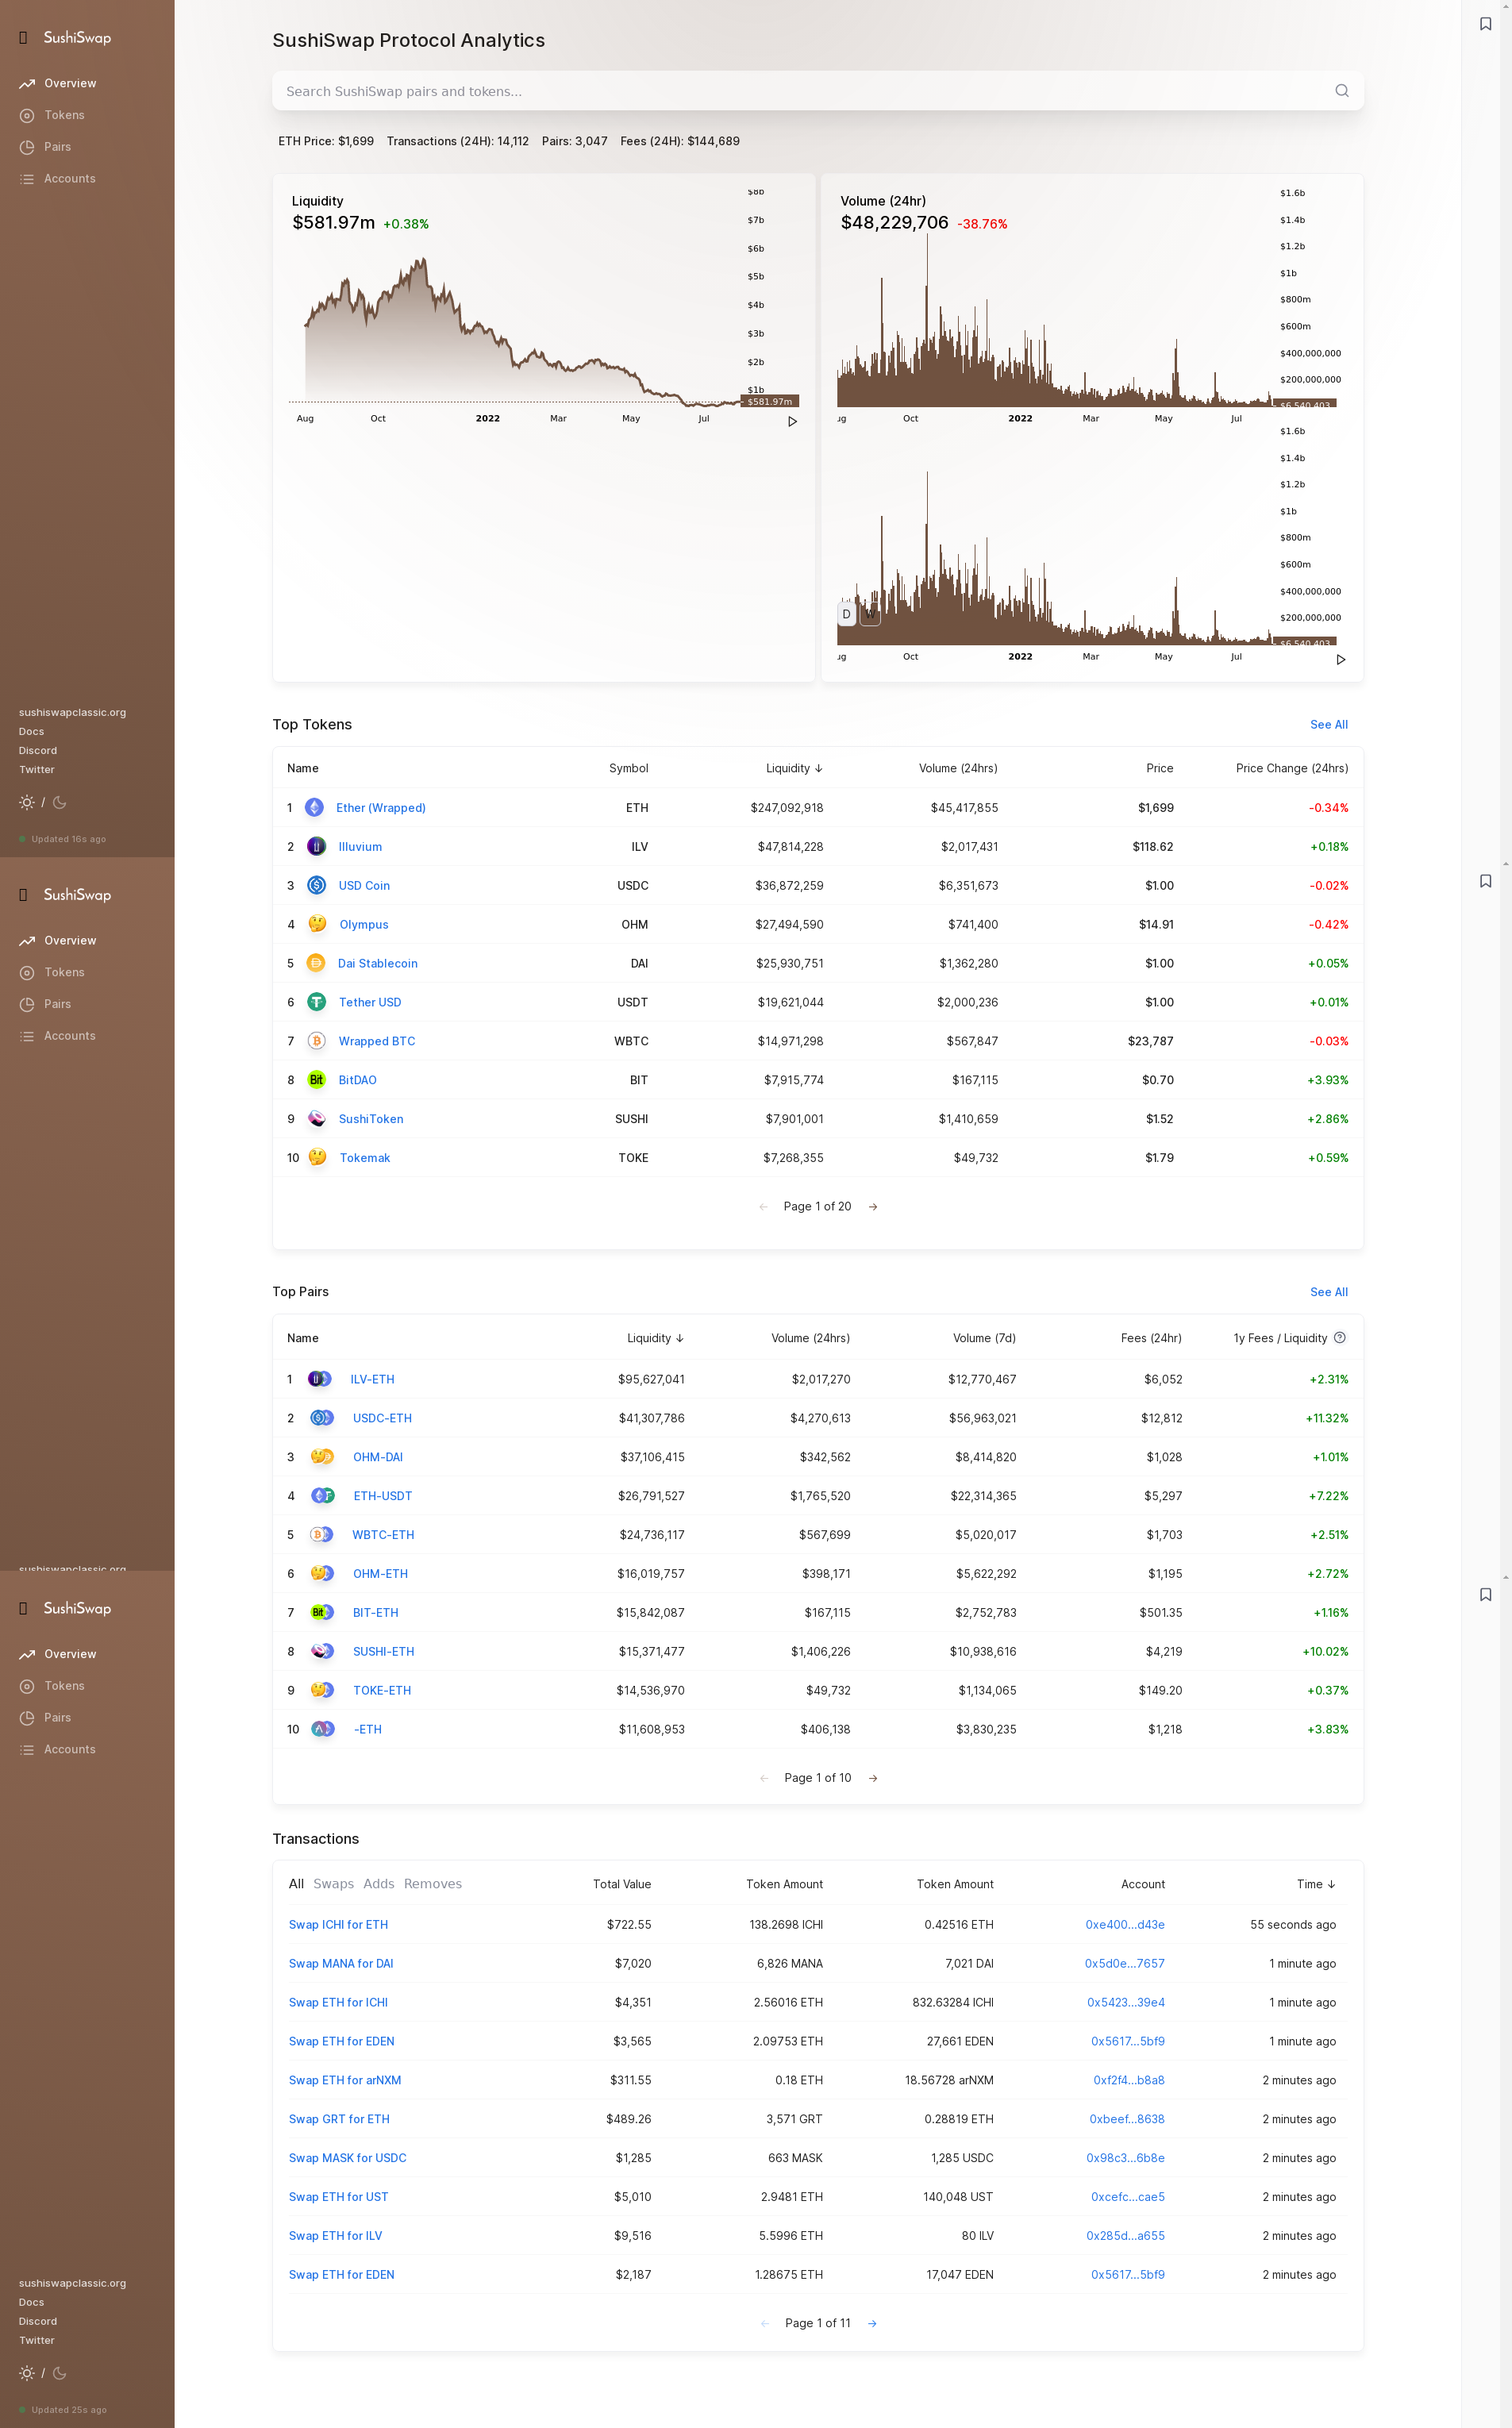 SushiSwap
Overview
Tokens
Pairs
Accounts
sushiswapclassic.org
Docs
Discord
Twitter
/
Updated 16s ago
SushiSwap Protocol Analytics
Search SushiSwap pairs and tokens...
ETH Price: $1,699 Transactions (24H): 14,112 Pairs: 3,047 Fees (24H): $144,689
Liquidity
$581.97m +0.38%
$8b
$7b
$6b
$5b
$4b
$3b
$2b
$1b
$581.97m
Aug Oct 2022 Mar May Jul
Volume (24hr)
$48,229,706 -38.76%
$1.6b
$1.4b
$1.2b
$1b
$800m
$600m
$400,000,000
$200,000,000
$6,540,403
ug Oct 2022 Mar May Jul
$1.6b
$1.4b
$1.2b
$1b
$800m
$600m
$400,000,000
$200,000,000
$6,540,403
D W
ug Oct 2022 Mar May Jul
Top Tokens See All
Name Symbol Liquidity ↓ Volume (24hrs) Price Price Change (24hrs)
1 Ether (Wrapped) ETH $247,092,918 $45,417,855 $1,699 -0.34%
2 Illuvium ILV $47,814,228 $2,017,431 $118.62 +0.18%
3 USD Coin USDC $36,872,259 $6,351,673 $1.00 -0.02%
4 Olympus OHM $27,494,590 $741,400 $14.91 -0.42%
5 Dai Stablecoin DAI $25,930,751 $1,362,280 $1.00 +0.05%
6 Tether USD USDT $19,621,044 $2,000,236 $1.00 +0.01%
7 Wrapped BTC WBTC $14,971,298 $567,847 $23,787 -0.03%
8 Bit BitDAO BIT $7,915,774 $167,115 $0.70 +3.93%
9 SushiToken SUSHI $7,901,001 $1,410,659 $1.52 +2.86%
10 Tokemak TOKE $7,268,355 $49,732 $1.79 +0.59%
← Page 1 of 20 →
SushiSwap
Overview
Tokens
Pairs
Accounts
sushiswapclassic.org
Top Pairs See All
Name Liquidity ↓ Volume (24hrs) Volume (7d) Fees (24hr) 1y Fees / Liquidity ?
1 ILV-ETH $95,627,041 $2,017,270 $12,770,467 $6,052 +2.31%
2 USDC-ETH $41,307,786 $4,270,613 $56,963,021 $12,812 +11.32%
3 OHM-DAI $37,106,415 $342,562 $8,414,820 $1,028 +1.01%
4 ETH-USDT $26,791,527 $1,765,520 $22,314,365 $5,297 +7.22%
5 WBTC-ETH $24,736,117 $567,699 $5,020,017 $1,703 +2.51%
6 OHM-ETH $16,019,757 $398,171 $5,622,292 $1,195 +2.72%
7 Bit BIT-ETH $15,842,087 $167,115 $2,752,783 $501.35 +1.16%
8 SUSHI-ETH $15,371,477 $1,406,226 $10,938,616 $4,219 +10.02%
9 TOKE-ETH $14,536,970 $49,732 $1,134,065 $149.20 +0.37%
10 -ETH $11,608,953 $406,138 $3,830,235 $1,218 +3.83%
← Page 1 of 10 →
SushiSwap
Overview
Tokens
Pairs
Accounts
sushiswapclassic.org
Docs
Discord
Twitter
/
Updated 25s ago
Transactions
All Swaps Adds Removes Total Value Token Amount Token Amount Account Time ↓
Swap ICHI for ETH $722.55 138.2698 ICHI 0.42516 ETH 0xe400...d43e 55 seconds ago
Swap MANA for DAI $7,020 6,826 MANA 7,021 DAI 0x5d0e...7657 1 minute ago
Swap ETH for ICHI $4,351 2.56016 ETH 832.63284 ICHI 0x5423...39e4 1 minute ago
Swap ETH for EDEN $3,565 2.09753 ETH 27,661 EDEN 0x5617...5bf9 1 minute ago
Swap ETH for arNXM $311.55 0.18 ETH 18.56728 arNXM 0xf2f4...b8a8 2 minutes ago
Swap GRT for ETH $489.26 3,571 GRT 0.28819 ETH 0xbeef...8638 2 minutes ago
Swap MASK for USDC $1,285 663 MASK 1,285 USDC 0x98c3...6b8e 2 minutes ago
Swap ETH for UST $5,010 2.9481 ETH 140,048 UST 0xcefc...cae5 2 minutes ago
Swap ETH for ILV $9,516 5.5996 ETH 80 ILV 0x285d...a655 2 minutes ago
Swap ETH for EDEN $2,187 1.28675 ETH 17,047 EDEN 0x5617...5bf9 2 minutes ago
← Page 1 of 11 →